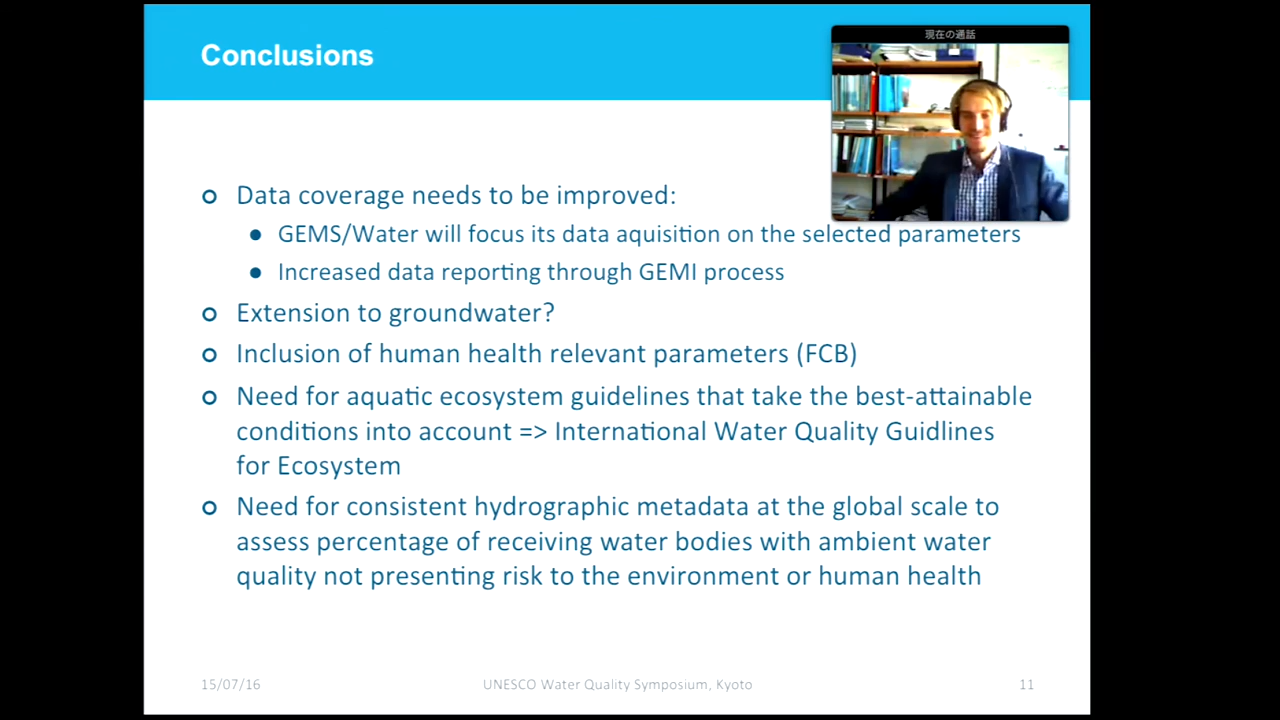 Conclusions
現在の通話
Data coverage needs to be improved:
GEMS/Water will focus its data aquisition on the selected parameters
Increased data reporting through GEMI process
Extension to groundwater?
Inclusion of human health relevant parameters (FCB)
Need for aquatic ecosystem guidelines that take the best-attainable
conditions into account => International Water Quality Guidlines
for Ecosystem
Need for consistent hydrographic metadata at the global scale to
assess percentage of receiving water bodies with ambient water
quality not presenting risk to the environment or human health
15/07/16
UNESCO Water Quality Symposium, Kyoto
11